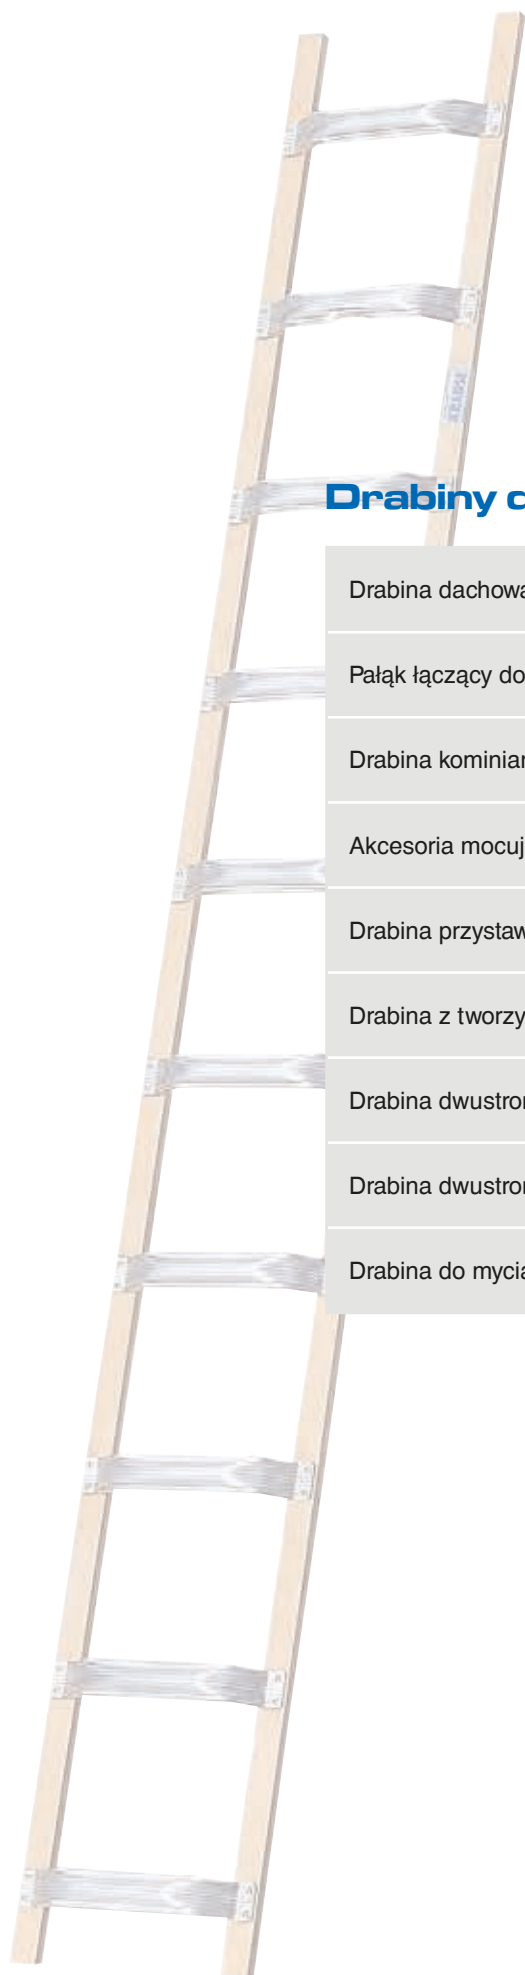 Drabiny d
Drabina dachowa
Pałąk łączący do
Drabina kominiar
Akcesoria mocuj
Drabina przystaw
Drabina z tworzy
Drabina dwustron
Drabina dwustron
Drabina do mycia